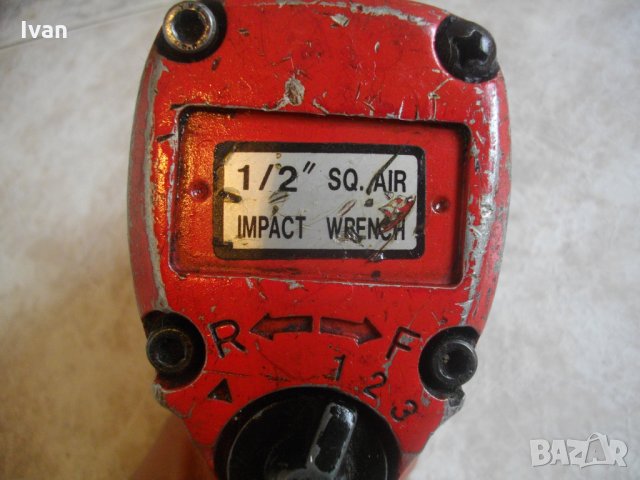 Ivan
1/2" SQ. AIR
IMPACT WRENCH
R F
1 2 3
BAZAR